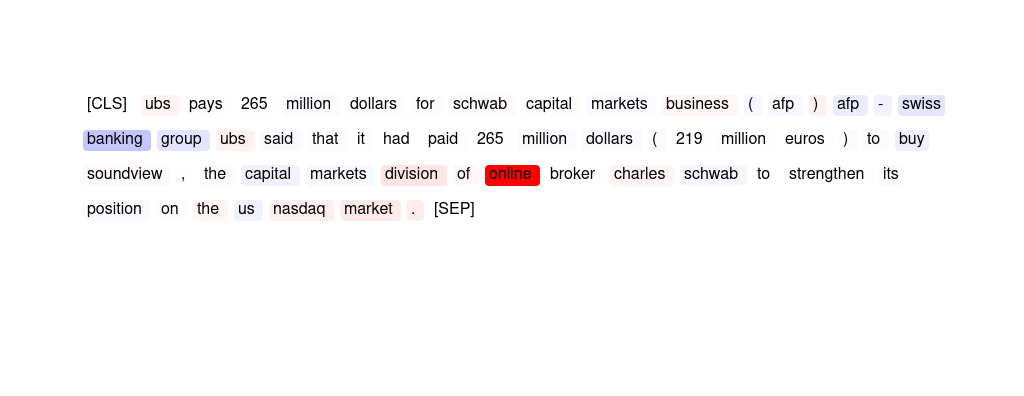 [CLS] ubs pays 265 million dollars for schwab capital markets business ( afp ) afp - swiss
banking group ubs said that it had paid 265 million dollars ( 219 million euros ) to buy
soundview , the capital markets division of online broker charles schwab to strengthen its
position on the us nasdaq market . [SEP]